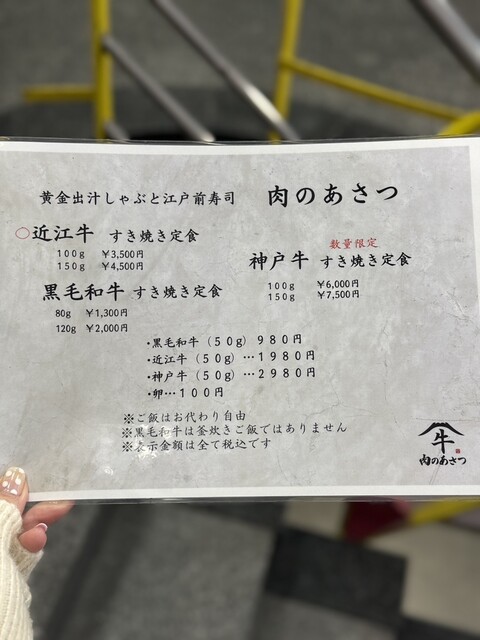 黄金出汁しゃぶと江戸前寿司 肉のあさつ
○近江牛 すき焼き定食
100g ¥3,500円
150g ¥4,500円
数量限定
神戸牛 すき焼き定食
100g ¥6,000円
150g ¥7,500円
黒毛和牛 すき焼き定食
80g ¥1,300円
120g ¥2,000円
・黒毛和牛（50g）980円
・近江牛（50g）…1980円
・神戸牛（50g）…2980円
・卵…100円
※ご飯はお代わり自由
※黒毛和牛は釜炊きご飯ではありません
※表示金額は全て税込です
牛
肉のあさつ